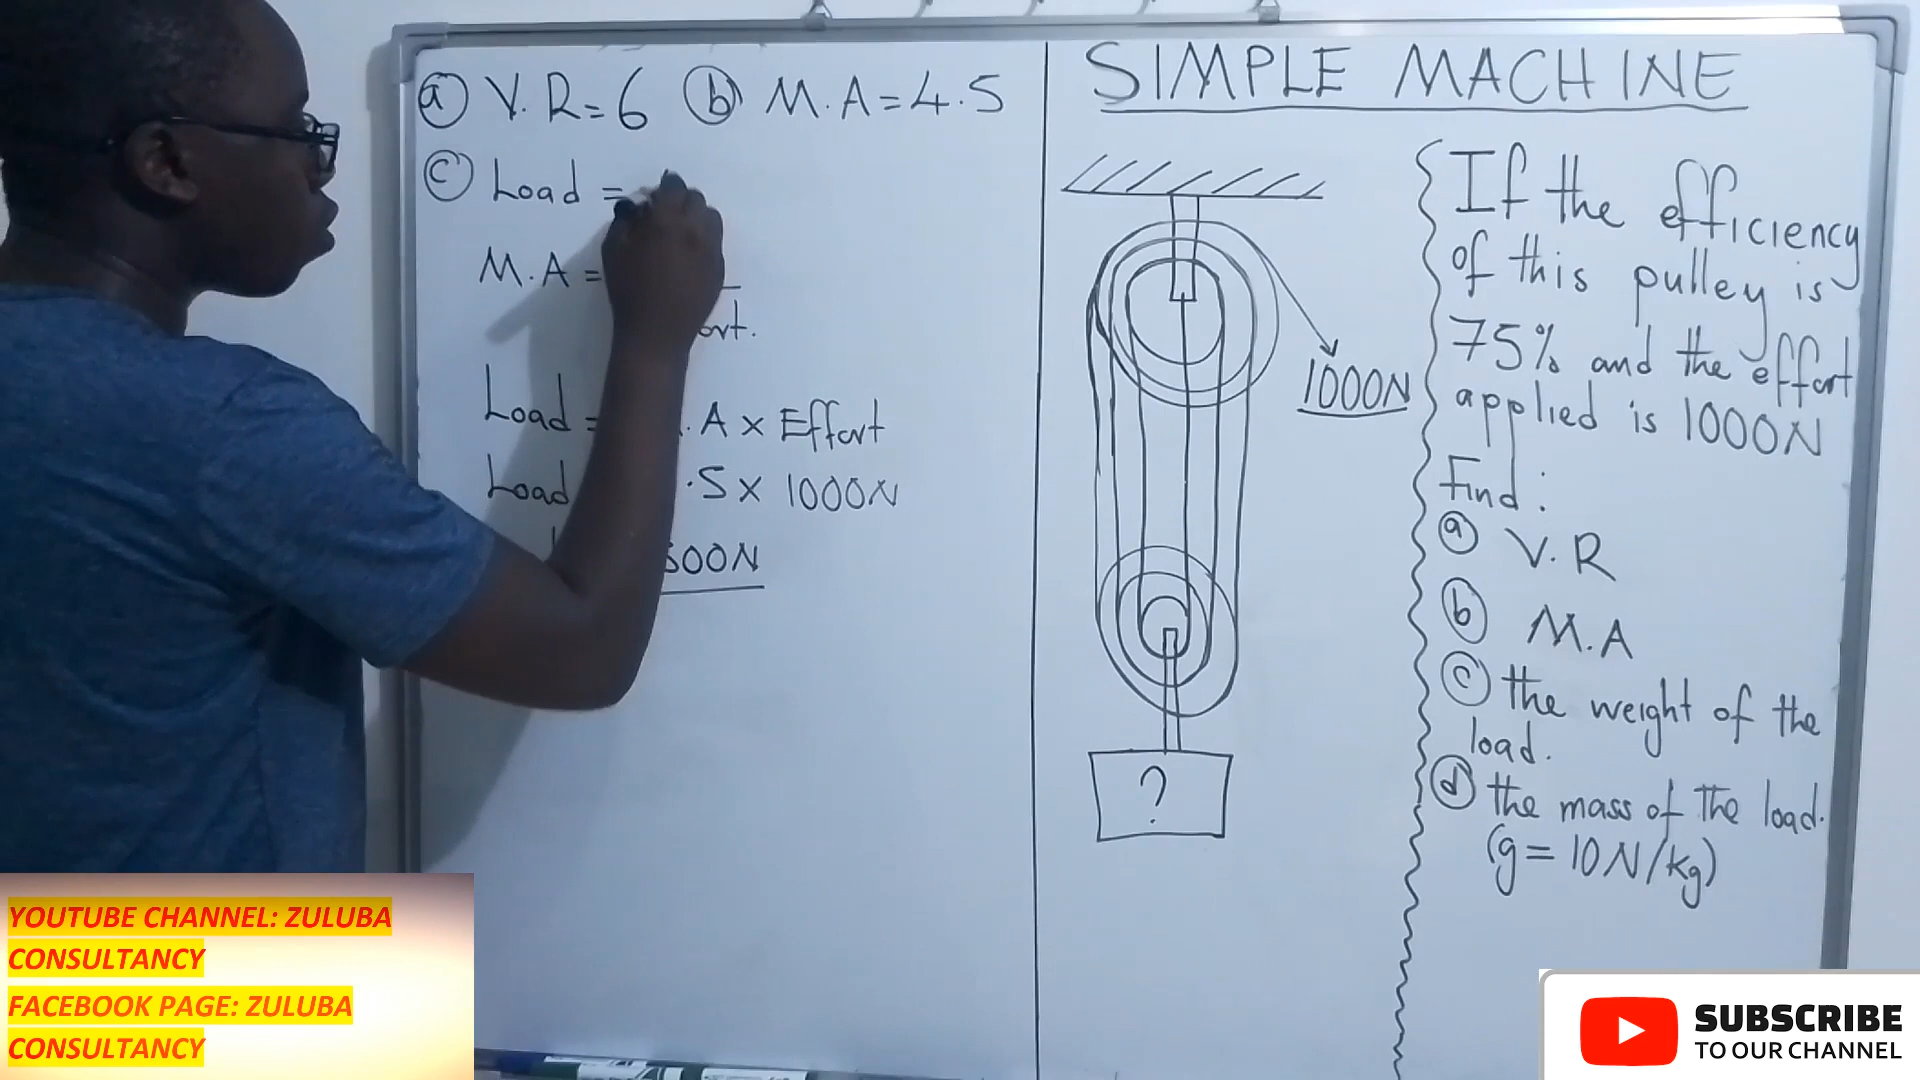 a V.R=6 b M.A=4.5
c Load =
M.A =
Load = .A x Effort
Load .5 x 1000N
500N
SIMPLE MACHINE
1000N
?
If the efficiency
of this pulley is
75% and the effort
applied is 1000N
Find:
a V.R
b M.A
c the weight of the
load.
d the mass of the load.
(g=10N/kg)
YOUTUBE CHANNEL: ZULUBA
CONSULTANCY
FACEBOOK PAGE: ZULUBA
CONSULTANCY
SUBSCRIBE
TO OUR CHANNEL